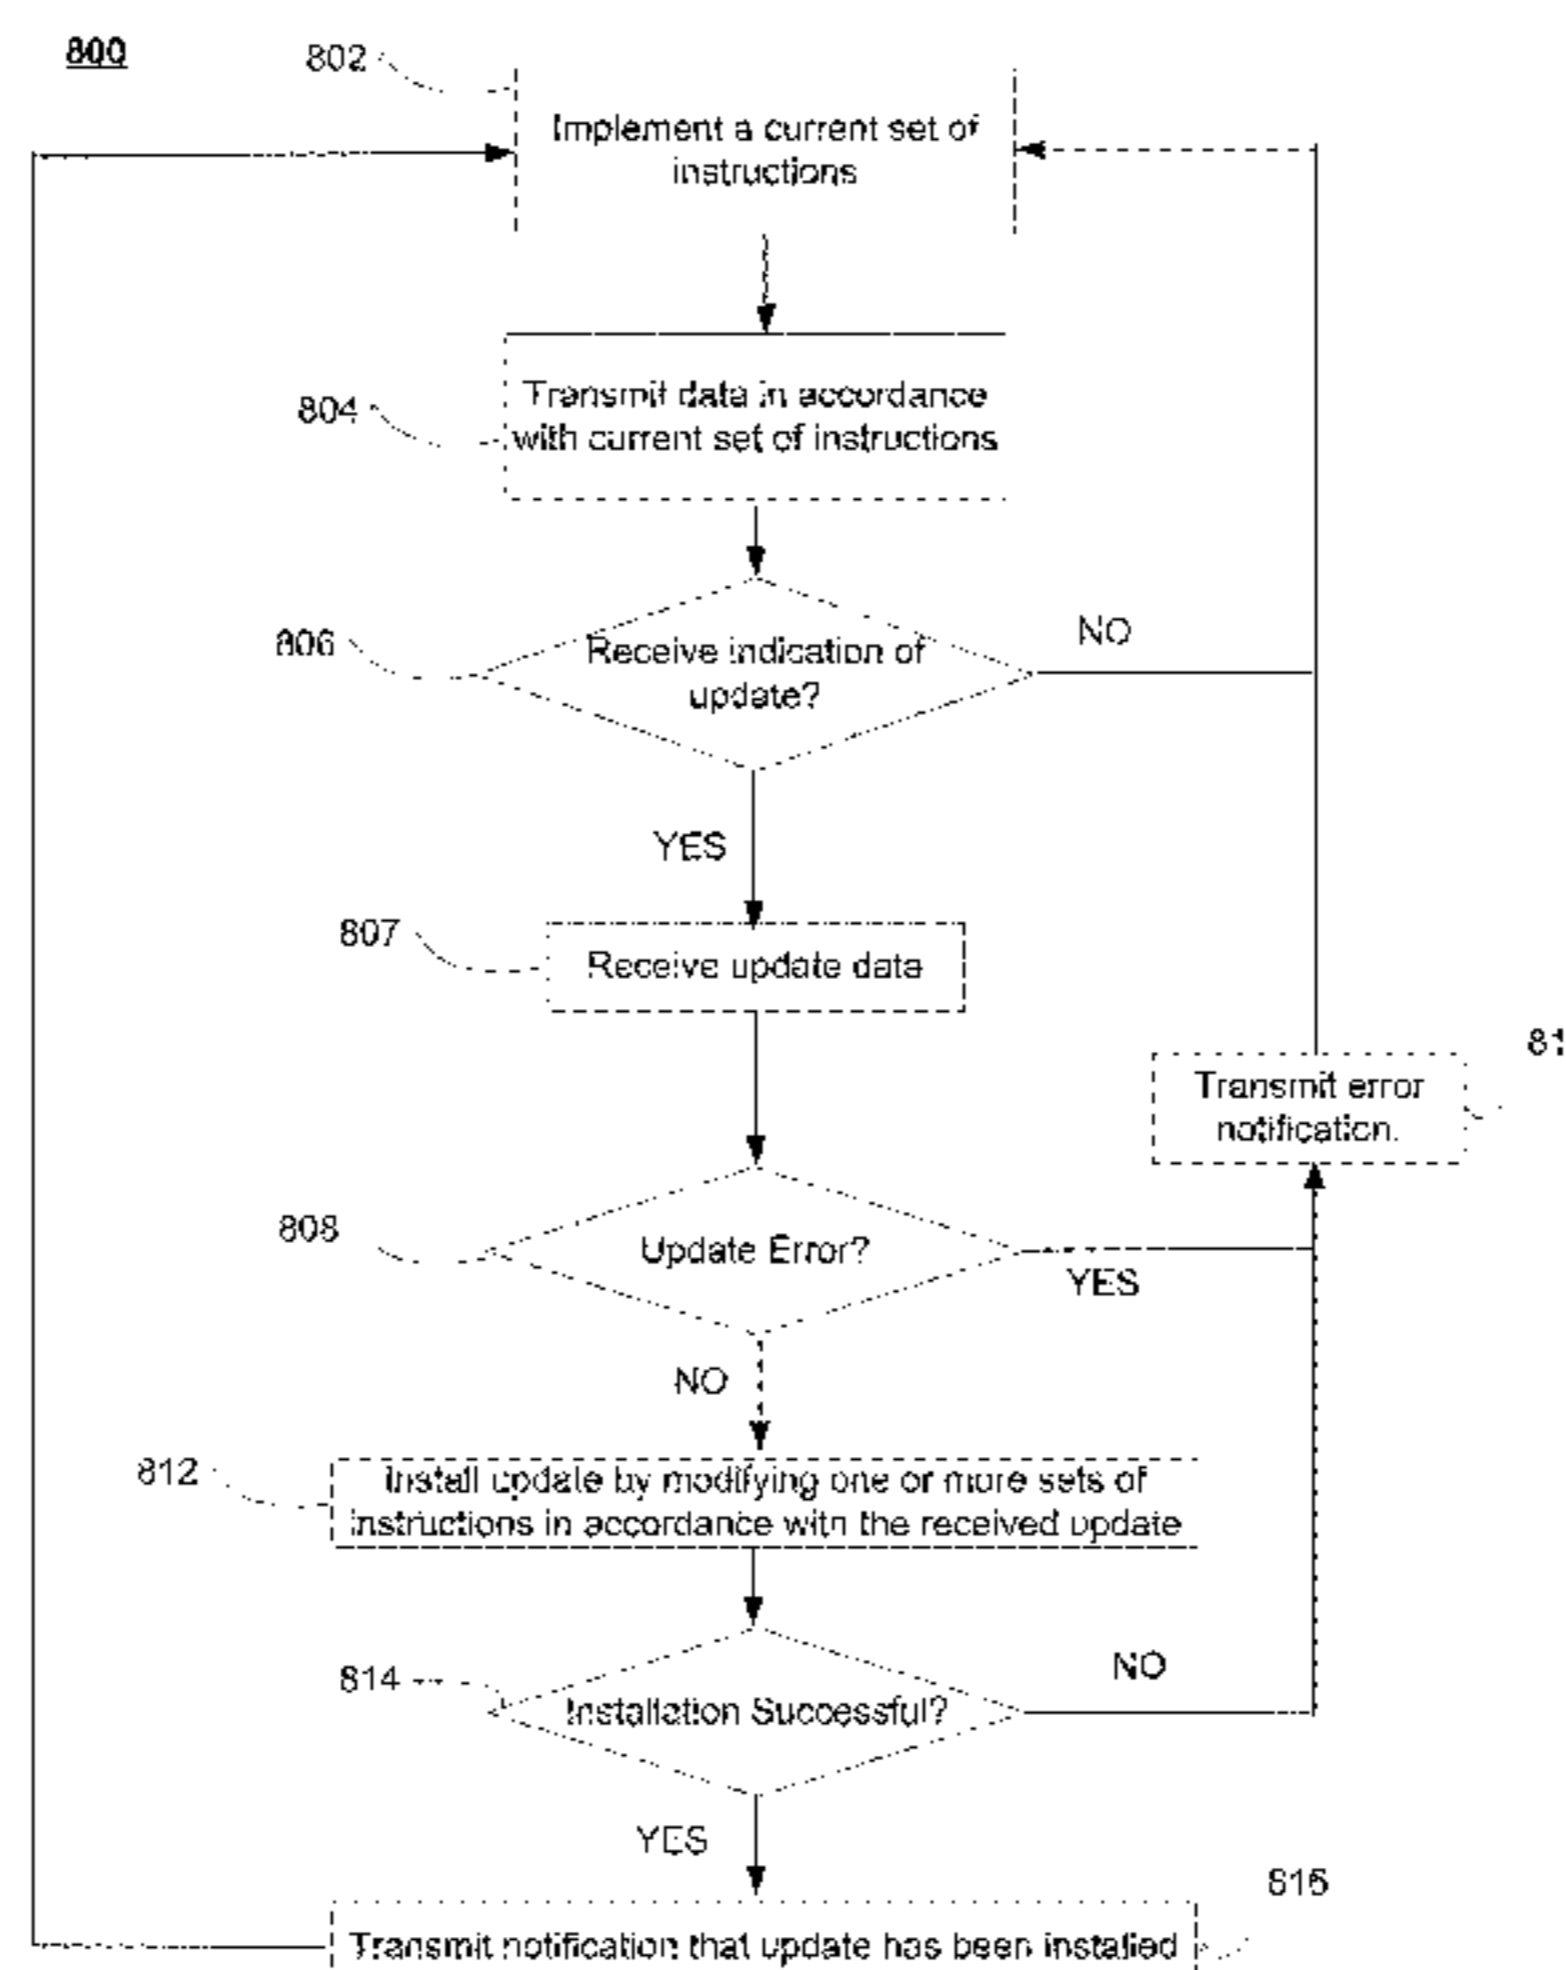 800
802
Implement a current set of
instructions
804
Transmit data in accordance
with current set of instructions
806
Receive indication of
update?
NO
YES
807
Receive update data
81
Transmit error
notification.
808
Update Error?
YES
NO
812
Install update by modifying one or more sets of
instructions in accordance with the received update
814
Installation Successful?
NO
YES
Transmit notification that update has been installed